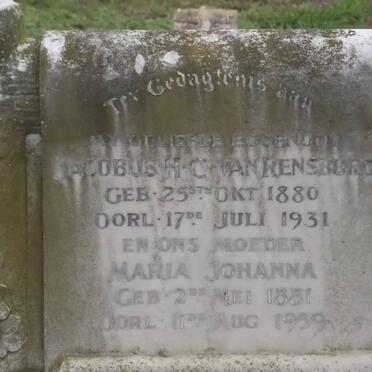 Ter Gedagtenis aan
MY GELIEFDE EGGENOOT
JACOBUS H. C. VAN RENSBURG
GEB. 25STE OKT 1880
OORL. 17DE JULI 1931
EN ONS MOEDER
MARIA JOHANNA
GEB 2DE MEI 1881
OORL 11DE AUG 1959